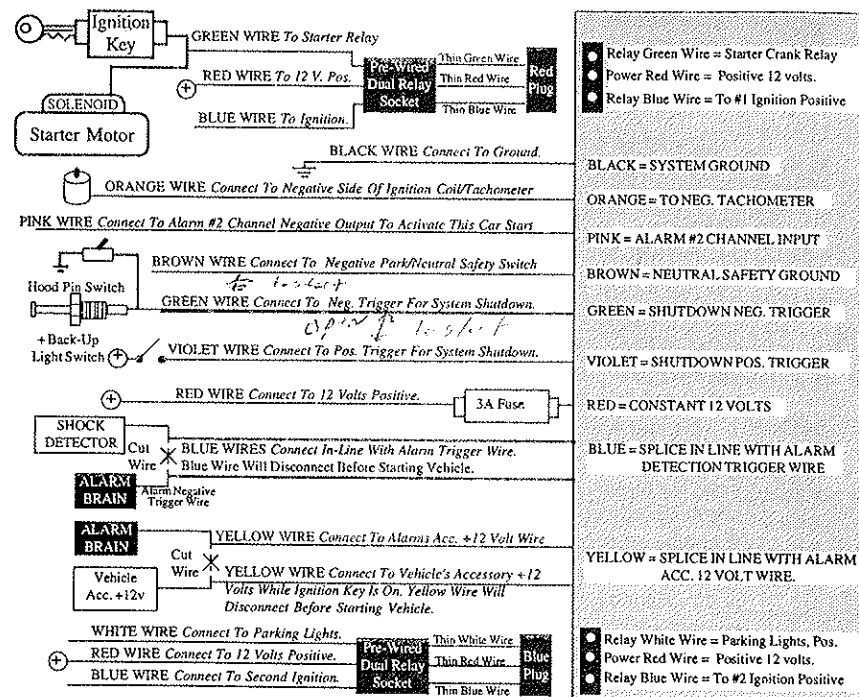 Ignition
Key
GREEN WIRE To Starter Relay
RED WIRE To 12 V. Pos.
BLUE WIRE To Ignition.
SOLENOID
Starter Motor
Pre-Wired
Dual Relay
Socket
Thin Green Wire
Thin Red Wire
Thin Blue Wire
Red
Plug
Relay Green Wire = Starter Crank Relay
Power Red Wire = Positive 12 volts.
Relay Blue Wire = To #1 Ignition Positive
BLACK WIRE Connect To Ground.
BLACK = SYSTEM GROUND
ORANGE WIRE Connect To Negative Side Of Ignition Coil/Tachometer
ORANGE = TO NEG. TACHOMETER
PINK WIRE Connect To Alarm #2 Channel Negative Output To Activate This Car Start
PINK = ALARM #2 CHANNEL INPUT
BROWN WIRE Connect To Negative Park/Neutral Safety Switch
BROWN = NEUTRAL SAFETY GROUND
Hood Pin Switch
to start
GREEN WIRE Connect To Neg. Trigger For System Shutdown.
GREEN = SHUTDOWN NEG. TRIGGER
open to start
+ Back-Up
Light Switch
VIOLET WIRE Connect To Pos. Trigger For System Shutdown.
VIOLET = SHUTDOWN POS. TRIGGER
RED WIRE Connect To 12 Volts Positive.
3A Fuse
RED = CONSTANT 12 VOLTS
SHOCK
DETECTOR
Cut
Wire
BLUE WIRES Connect In-Line With Alarm Trigger Wire.
Blue Wire Will Disconnect Before Starting Vehicle.
BLUE = SPLICE IN LINE WITH ALARM
DETECTION TRIGGER WIRE
ALARM
BRAIN
Alarm Negative
Trigger Wire
ALARM
BRAIN
YELLOW WIRE Connect To Alarms Acc. +12 Volt Wire
Cut
Wire
Vehicle
Acc. +12v
YELLOW WIRE Connect To Vehicle's Accessory +12
Volts While Ignition Key Is On. Yellow Wire Will
Disconnect Before Starting Vehicle.
YELLOW = SPLICE IN LINE WITH ALARM
ACC. 12 VOLT WIRE.
WHITE WIRE Connect To Parking Lights.
RED WIRE Connect To 12 Volts Positive.
BLUE WIRE Connect To Second Ignition.
Pre-Wired
Dual Relay
Socket
Thin White Wire
Thin Red Wire
Thin Blue Wire
Blue
Plug
Relay White Wire = Parking Lights, Pos.
Power Red Wire = Positive 12 volts.
Relay Blue Wire = To #2 Ignition Positive